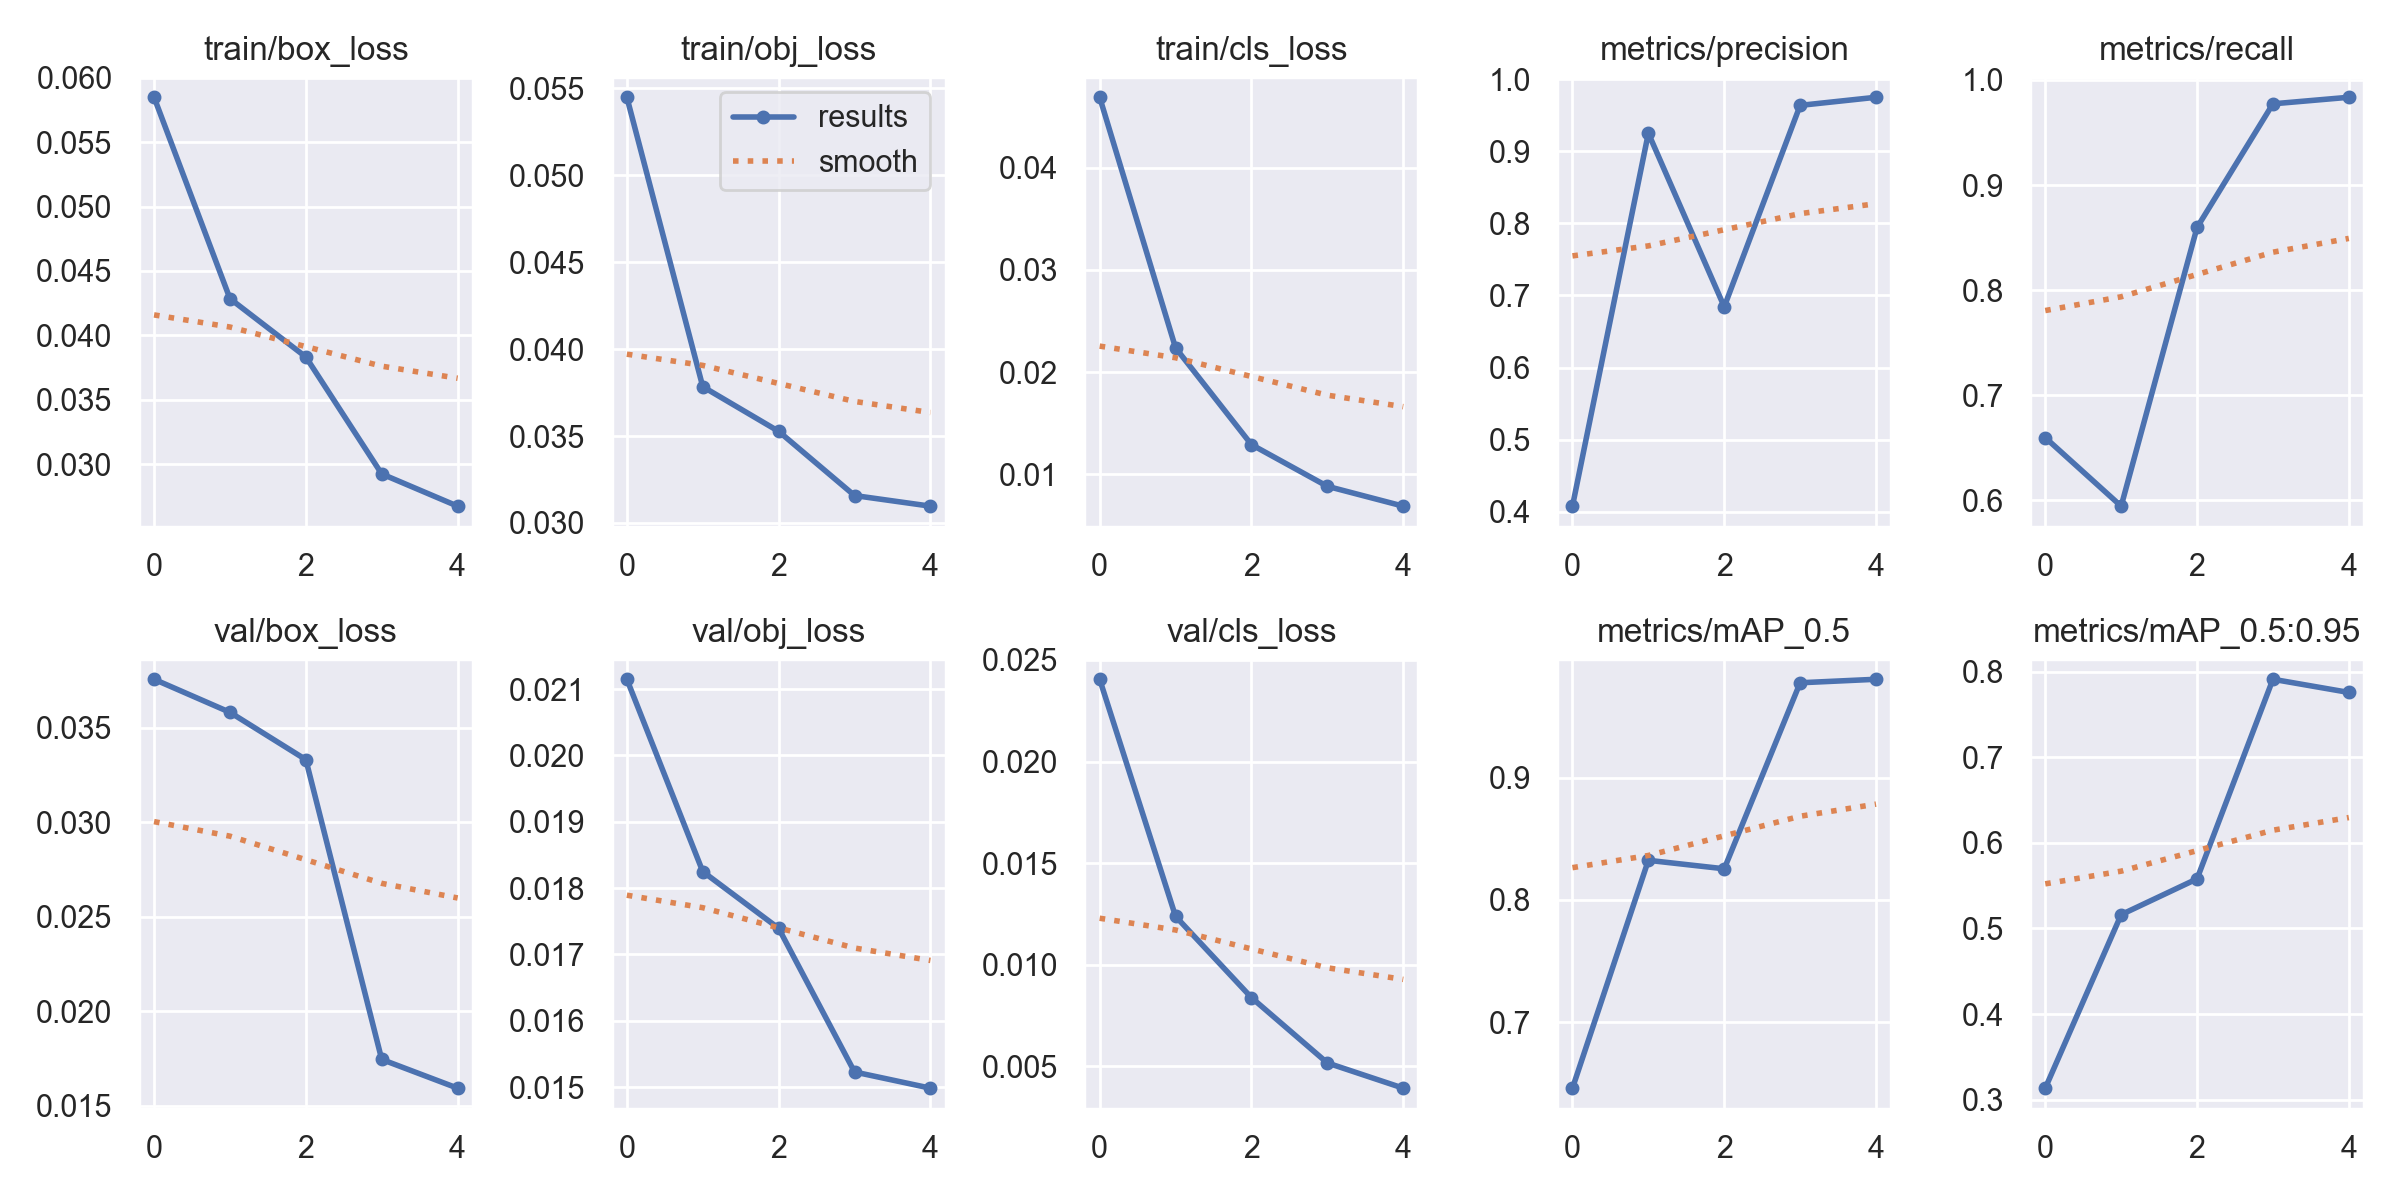 train/box_loss
0.060
0.055
0.050
0.045
0.040
0.035
0.030
0 2 4
train/obj_loss
results
smooth
0.055
0.050
0.045
0.040
0.035
0.030
0 2 4
train/cls_loss
0.04
0.03
0.02
0.01
0 2 4
metrics/precision
1.0
0.9
0.8
0.7
0.6
0.5
0.4
0 2 4
metrics/recall
1.0
0.9
0.8
0.7
0.6
0 2 4
val/box_loss
0.035
0.030
0.025
0.020
0.015
0 2 4
val/obj_loss
0.021
0.020
0.019
0.018
0.017
0.016
0.015
0 2 4
val/cls_loss
0.025
0.020
0.015
0.010
0.005
0 2 4
metrics/mAP_0.5
0.9
0.8
0.7
0 2 4
metrics/mAP_0.5:0.95
0.8
0.7
0.6
0.5
0.4
0.3
0 2 4